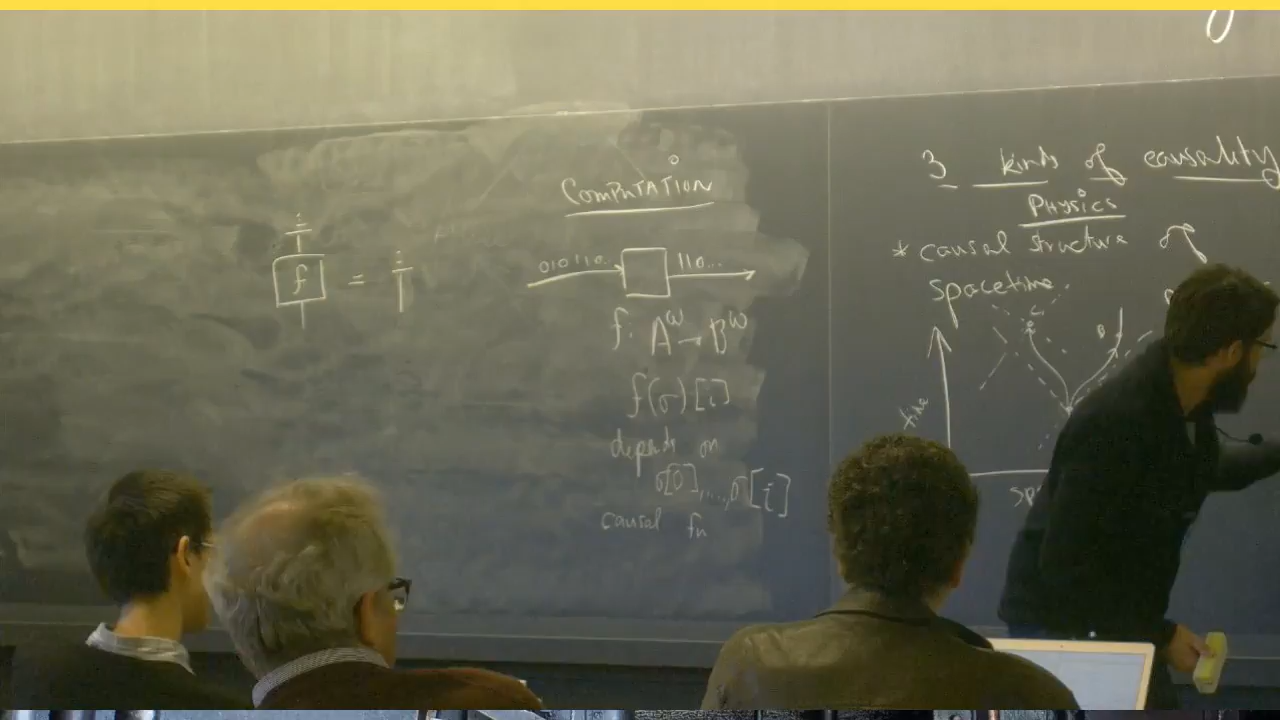 3 kinds of causality
Physics
* causal structure of
spacetime
time
COMPUTATION
010110.. 110...
f: A^ω → B^ω
f(σ)[i]
depends on
σ[0],...,σ[i]
causal fn
f =